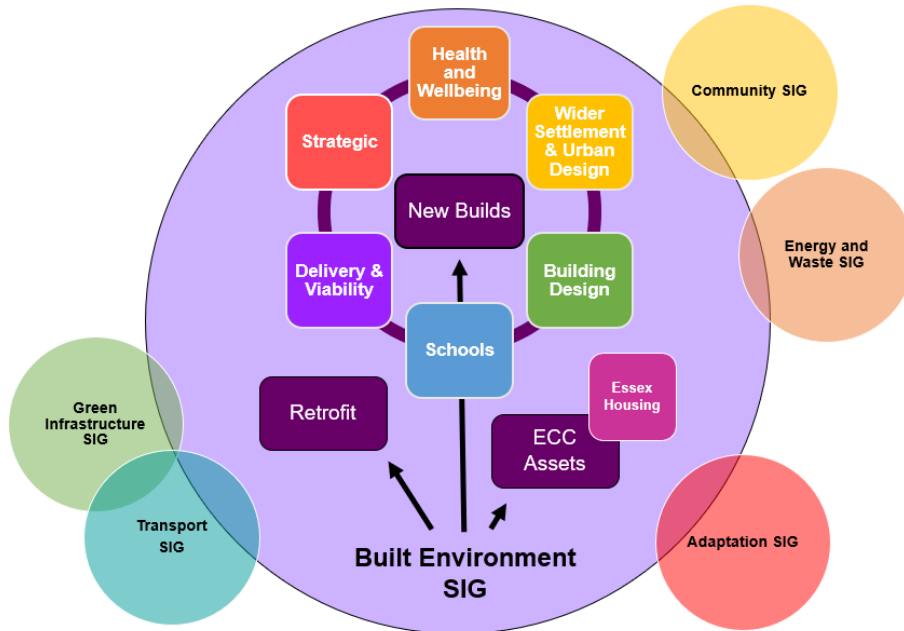 Health
and
Wellbeing
Strategic
Wider
Settlement
& Urban
Design
Community SIG
New Builds
Energy and
Waste SIG
Delivery &
Viability
Building
Design
Schools
Green
Infrastructure
SIG
Retrofit
Essex
Housing
ECC
Assets
Transport
SIG
Adaptation SIG
Built Environment
SIG